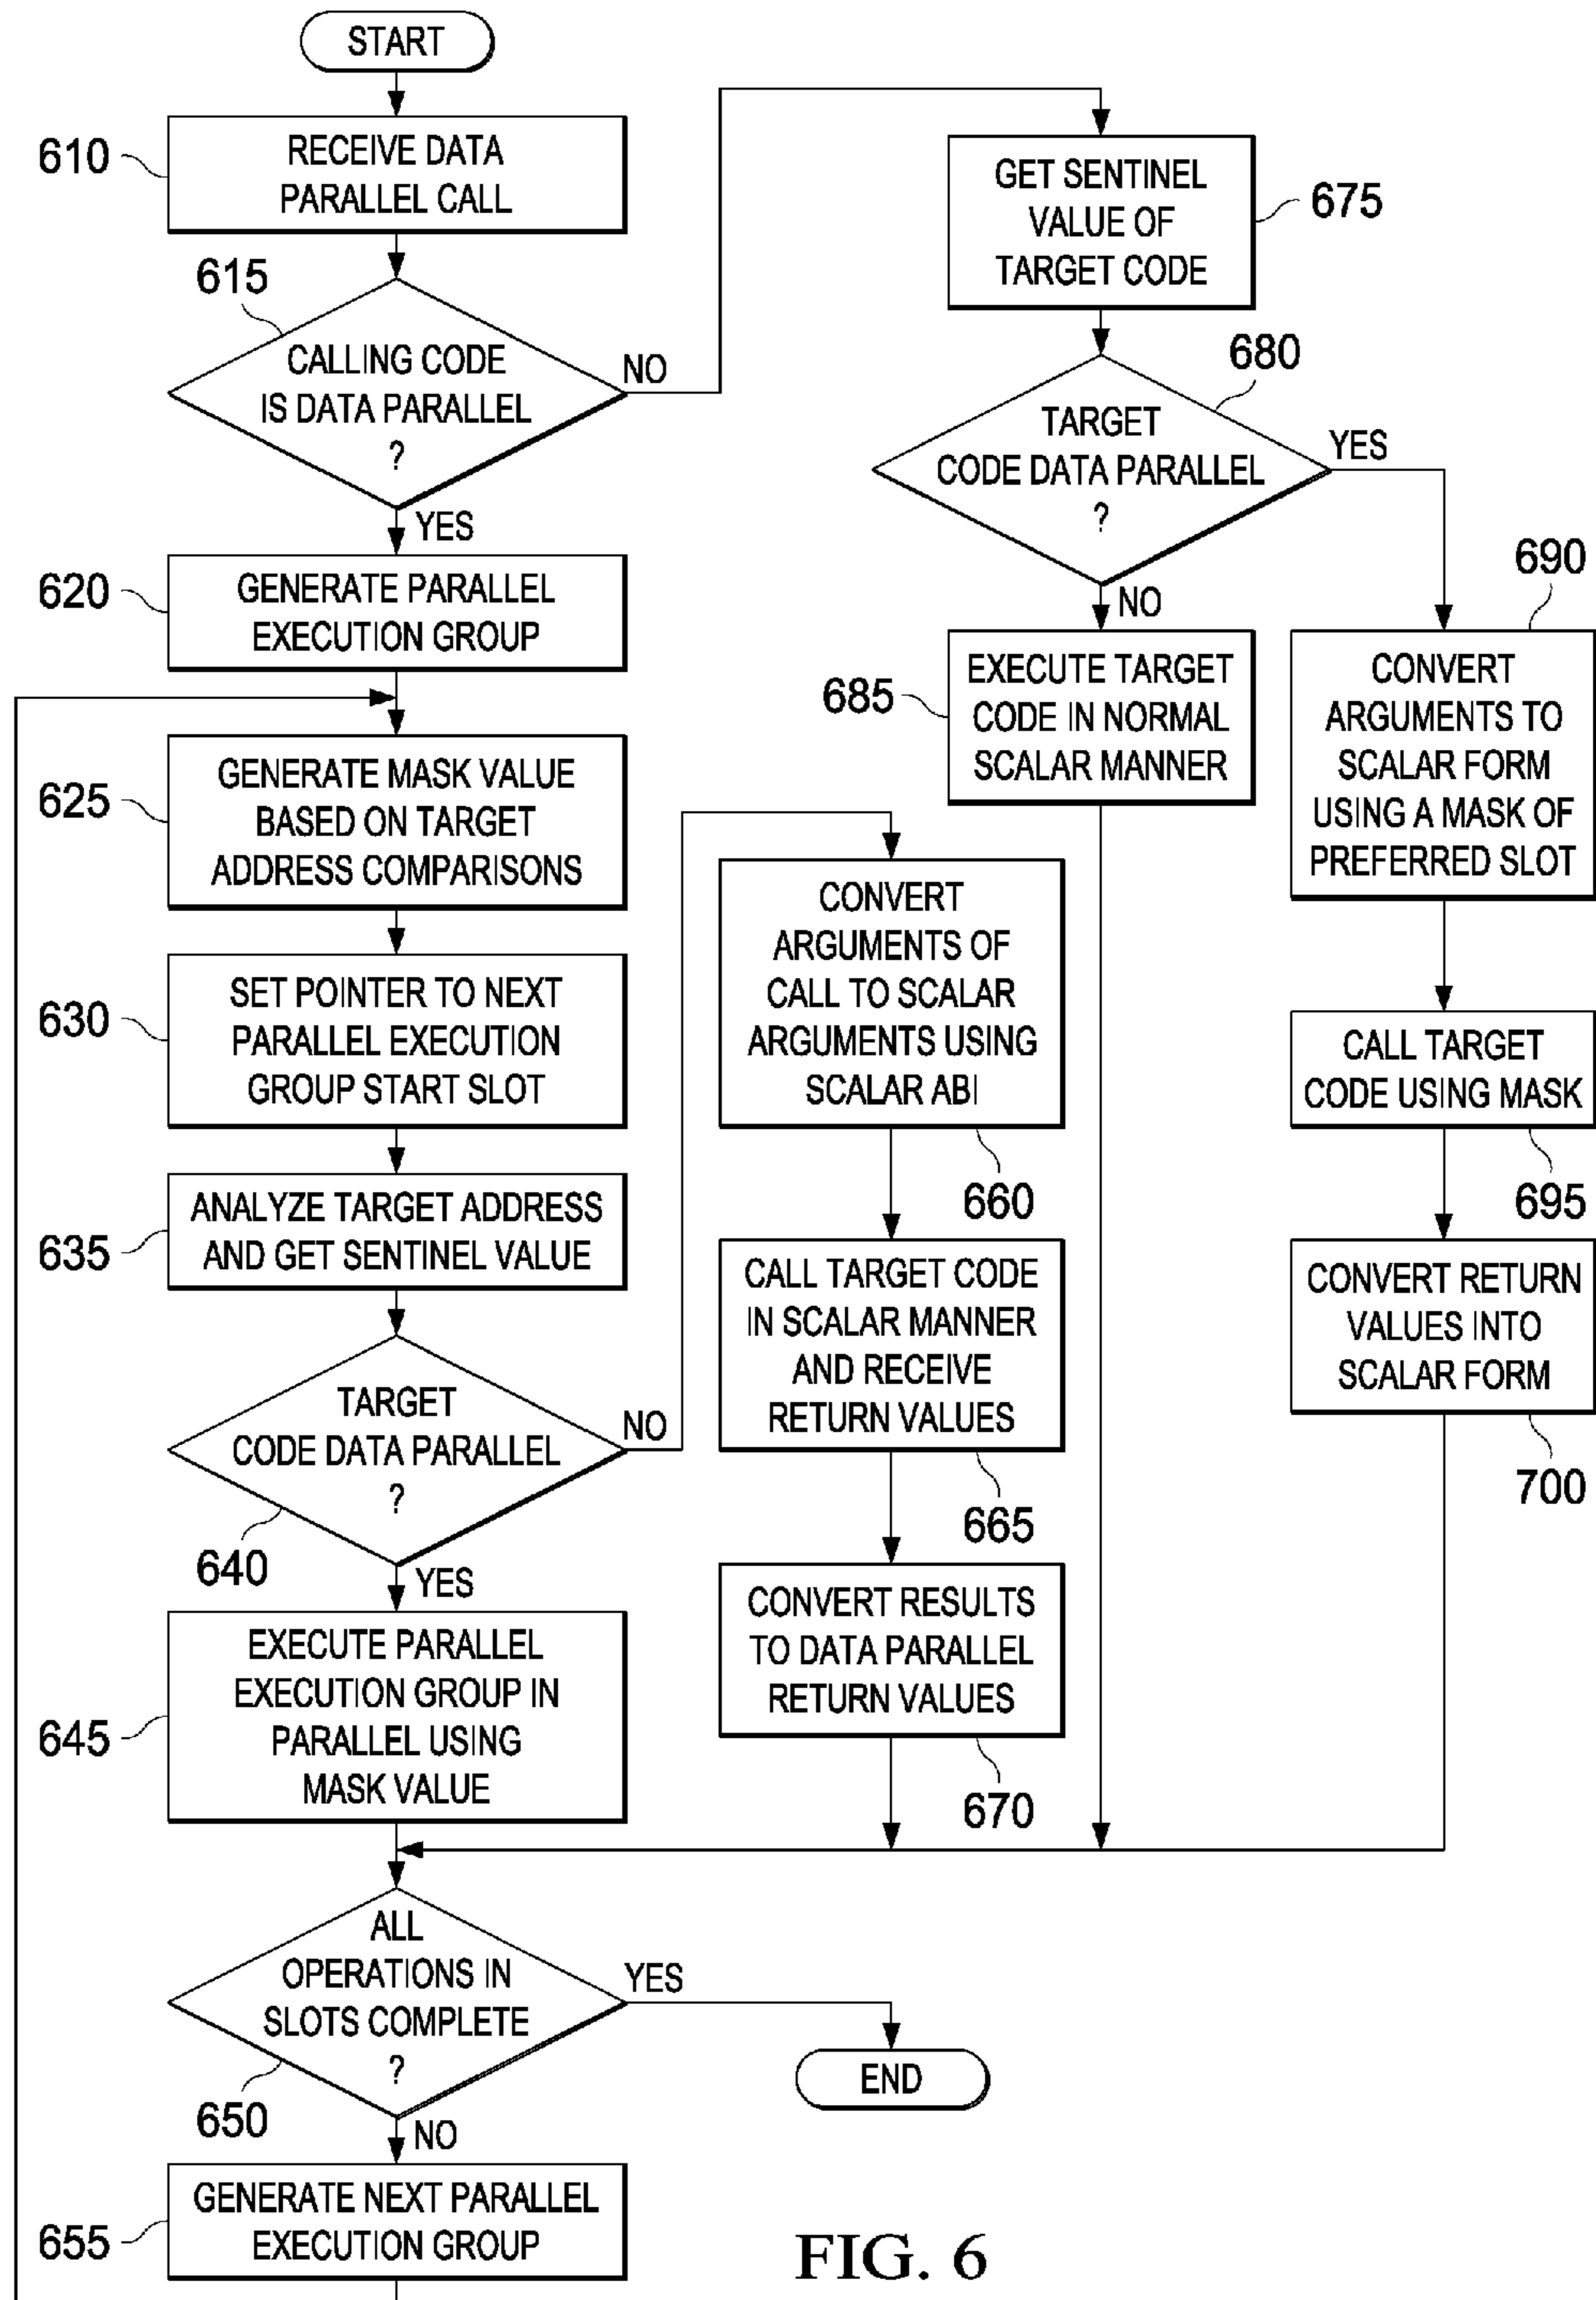 START
610
RECEIVE DATA
PARALLEL CALL
615
CALLING CODE
IS DATA PARALLEL
?
NO
YES
620
GENERATE PARALLEL
EXECUTION GROUP
625
GENERATE MASK VALUE
BASED ON TARGET
ADDRESS COMPARISONS
630
SET POINTER TO NEXT
PARALLEL EXECUTION
GROUP START SLOT
635
ANALYZE TARGET ADDRESS
AND GET SENTINEL VALUE
TARGET
CODE DATA PARALLEL
?
NO
640
YES
645
EXECUTE PARALLEL
EXECUTION GROUP IN
PARALLEL USING
MASK VALUE
ALL
OPERATIONS IN
SLOTS COMPLETE
?
YES
650
NO
END
655
GENERATE NEXT PARALLEL
EXECUTION GROUP
CONVERT
ARGUMENTS OF
CALL TO SCALAR
ARGUMENTS USING
SCALAR ABI
660
CALL TARGET CODE
IN SCALAR MANNER
AND RECEIVE
RETURN VALUES
665
CONVERT RESULTS
TO DATA PARALLEL
RETURN VALUES
670
GET SENTINEL
VALUE OF
TARGET CODE
675
680
TARGET
CODE DATA PARALLEL
?
YES
NO
685
EXECUTE TARGET
CODE IN NORMAL
SCALAR MANNER
690
CONVERT
ARGUMENTS TO
SCALAR FORM
USING A MASK OF
PREFERRED SLOT
CALL TARGET
CODE USING MASK
695
CONVERT RETURN
VALUES INTO
SCALAR FORM
700
FIG. 6